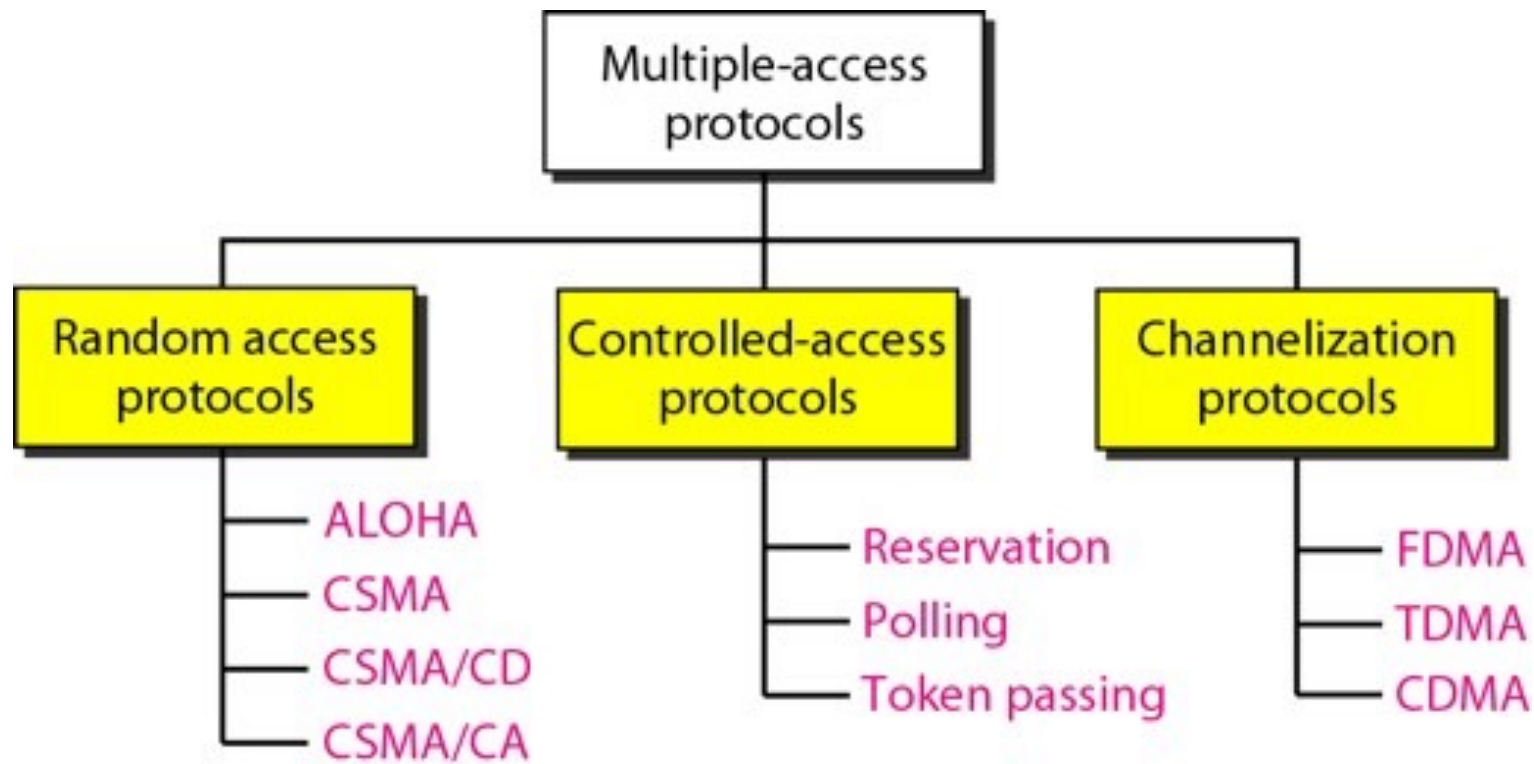 Multiple-access
protocols
Random access
protocols
Controlled-access
protocols
Channelization
protocols
ALOHA
CSMA
CSMA/CD
CSMA/CA
Reservation
Polling
Token passing
FDMA
TDMA
CDMA